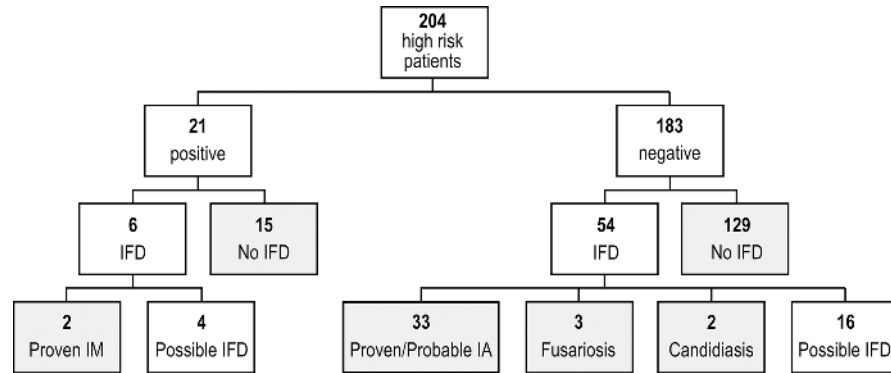 204
high risk
patients
21
positive
183
negative
6
IFD
15
No IFD
54
IFD
129
No IFD
2
Proven IM
4
Possible IFD
33
Proven/Probable IA
3
Fusariosis
2
Candidiasis
16
Possible IFD